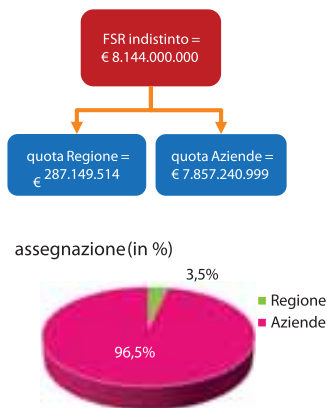 FSR indistinto =
€ 8.144.000.000
quota Regione =
€ 287.149.514
quota Aziende =
€ 7.857.240.999
assegnazione (in %)
3,5%
Regione
Aziende
96,5%